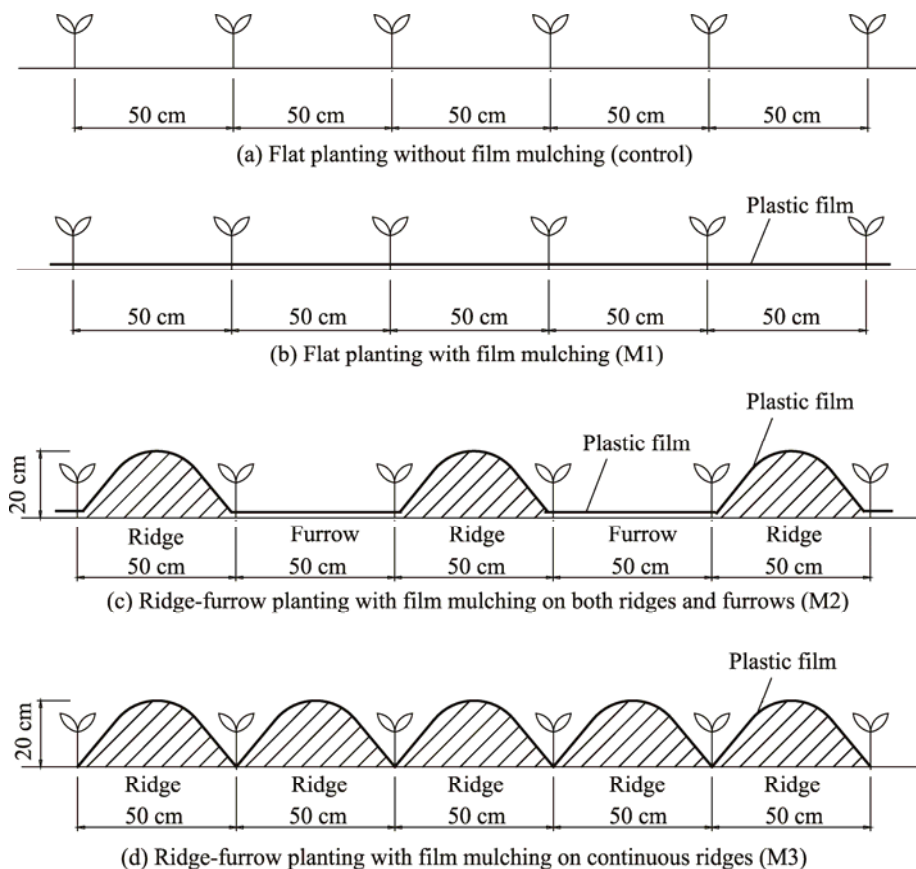 50 cm 50 cm 50 cm 50 cm 50 cm
(a) Flat planting without film mulching (control)
Plastic film
50 cm 50 cm 50 cm 50 cm 50 cm
(b) Flat planting with film mulching (M1)
Plastic film
Plastic film
20 cm
Ridge Furrow Ridge Furrow Ridge
50 cm 50 cm 50 cm 50 cm 50 cm
(c) Ridge-furrow planting with film mulching on both ridges and furrows (M2)
Plastic film
20 cm
Ridge Ridge Ridge Ridge Ridge
50 cm 50 cm 50 cm 50 cm 50 cm
(d) Ridge-furrow planting with film mulching on continuous ridges (M3)